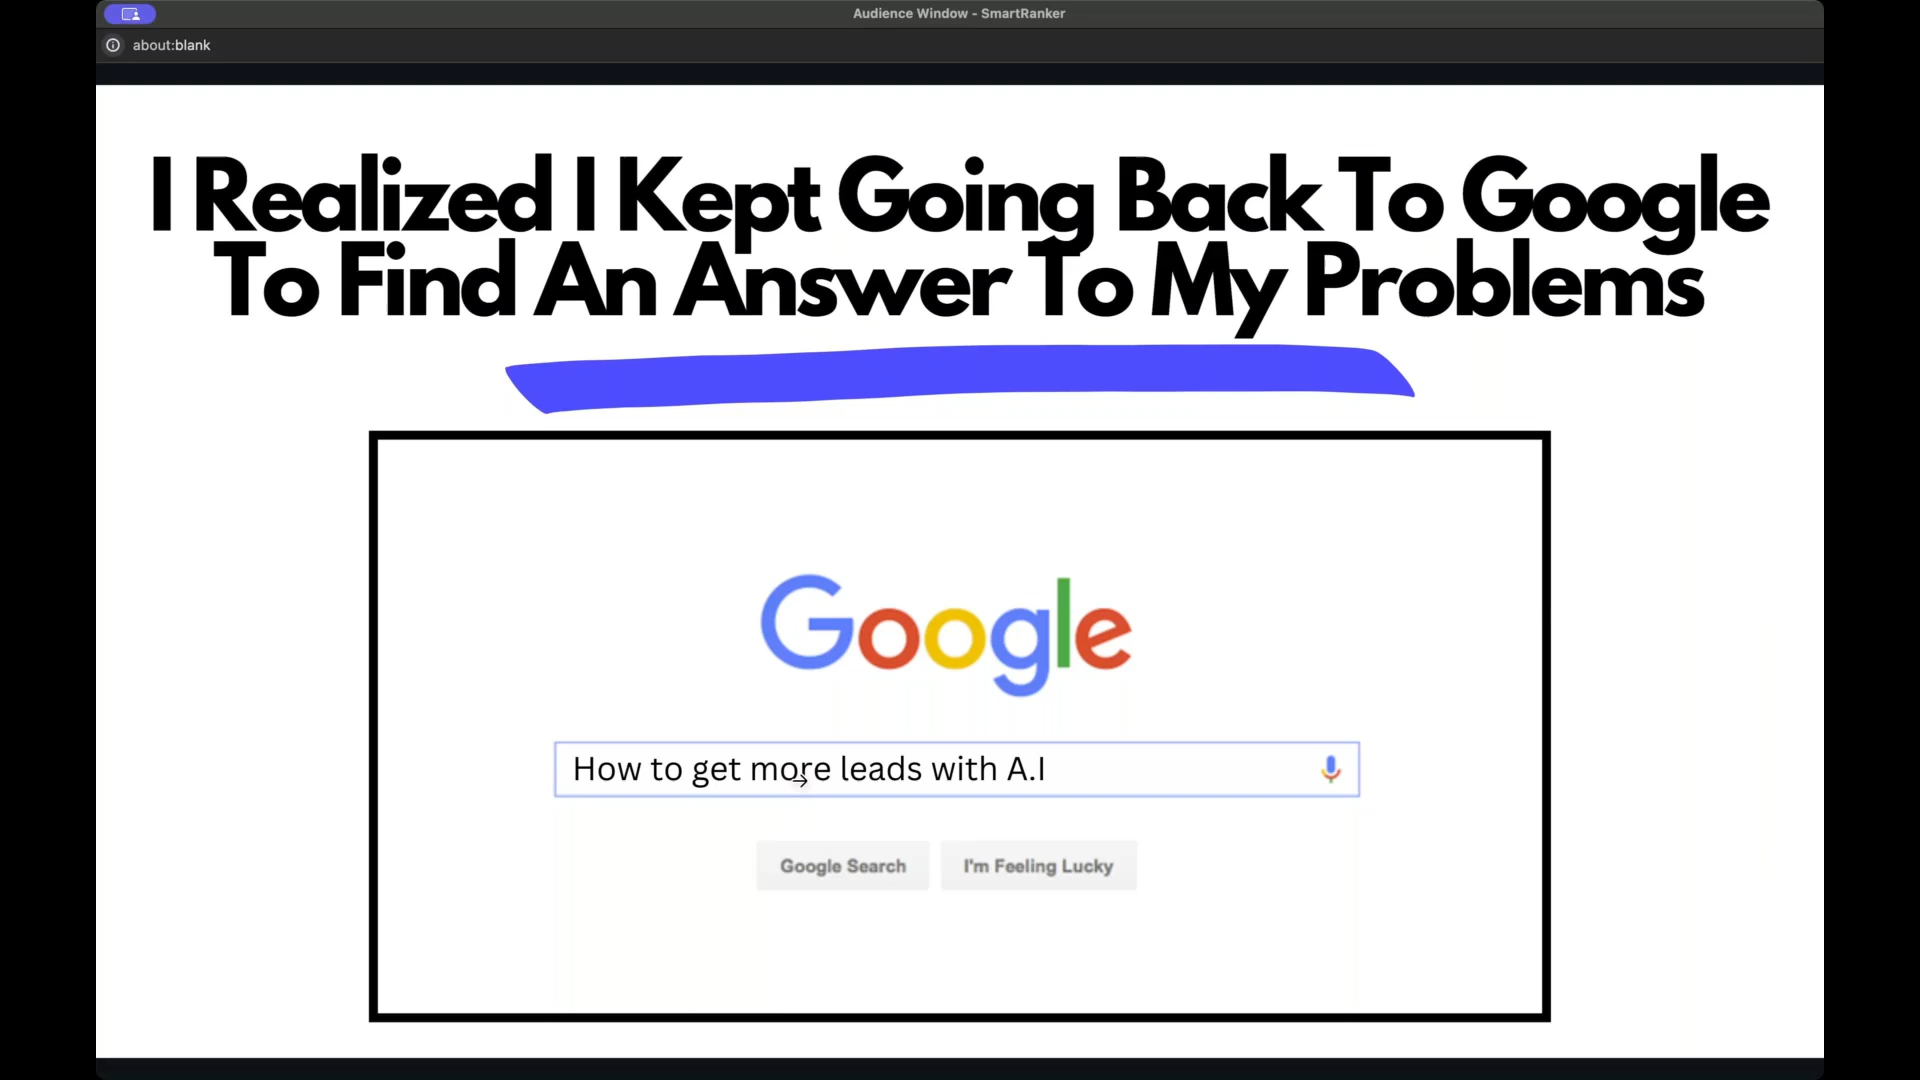 Audience Window - SmartRanker
about:blank
I Realized I Kept Going Back To Google
To Find An Answer To My Problems
Google
How to get more leads with A.I
Google Search
I'm Feeling Lucky